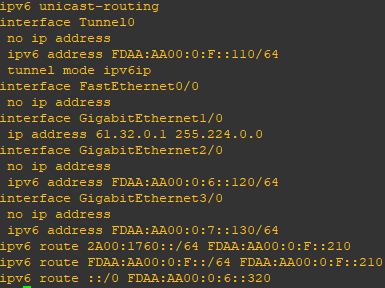 ipv6 unicast-routing
interface Tunnel0
no ip address
ipv6 address FDAA:AA00:0:F::110/64
tunnel mode ipv6ip
interface FastEthernet0/0
no ip address
interface GigabitEthernet1/0
ip address 61.32.0.1 255.224.0.0
interface GigabitEthernet2/0
no ip address
ipv6 address FDAA:AA00:0:6::120/64
interface GigabitEthernet3/0
no ip address
ipv6 address FDAA:AA00:0:7::130/64
ipv6 route 2A00:1760::/64 FDAA:AA00:0:F::210
ipv6 route FDAA:AA00:0:F::/64 FDAA:AA00:0:F::210
ipv6 route ::/0 FDAA:AA00:0:6::320